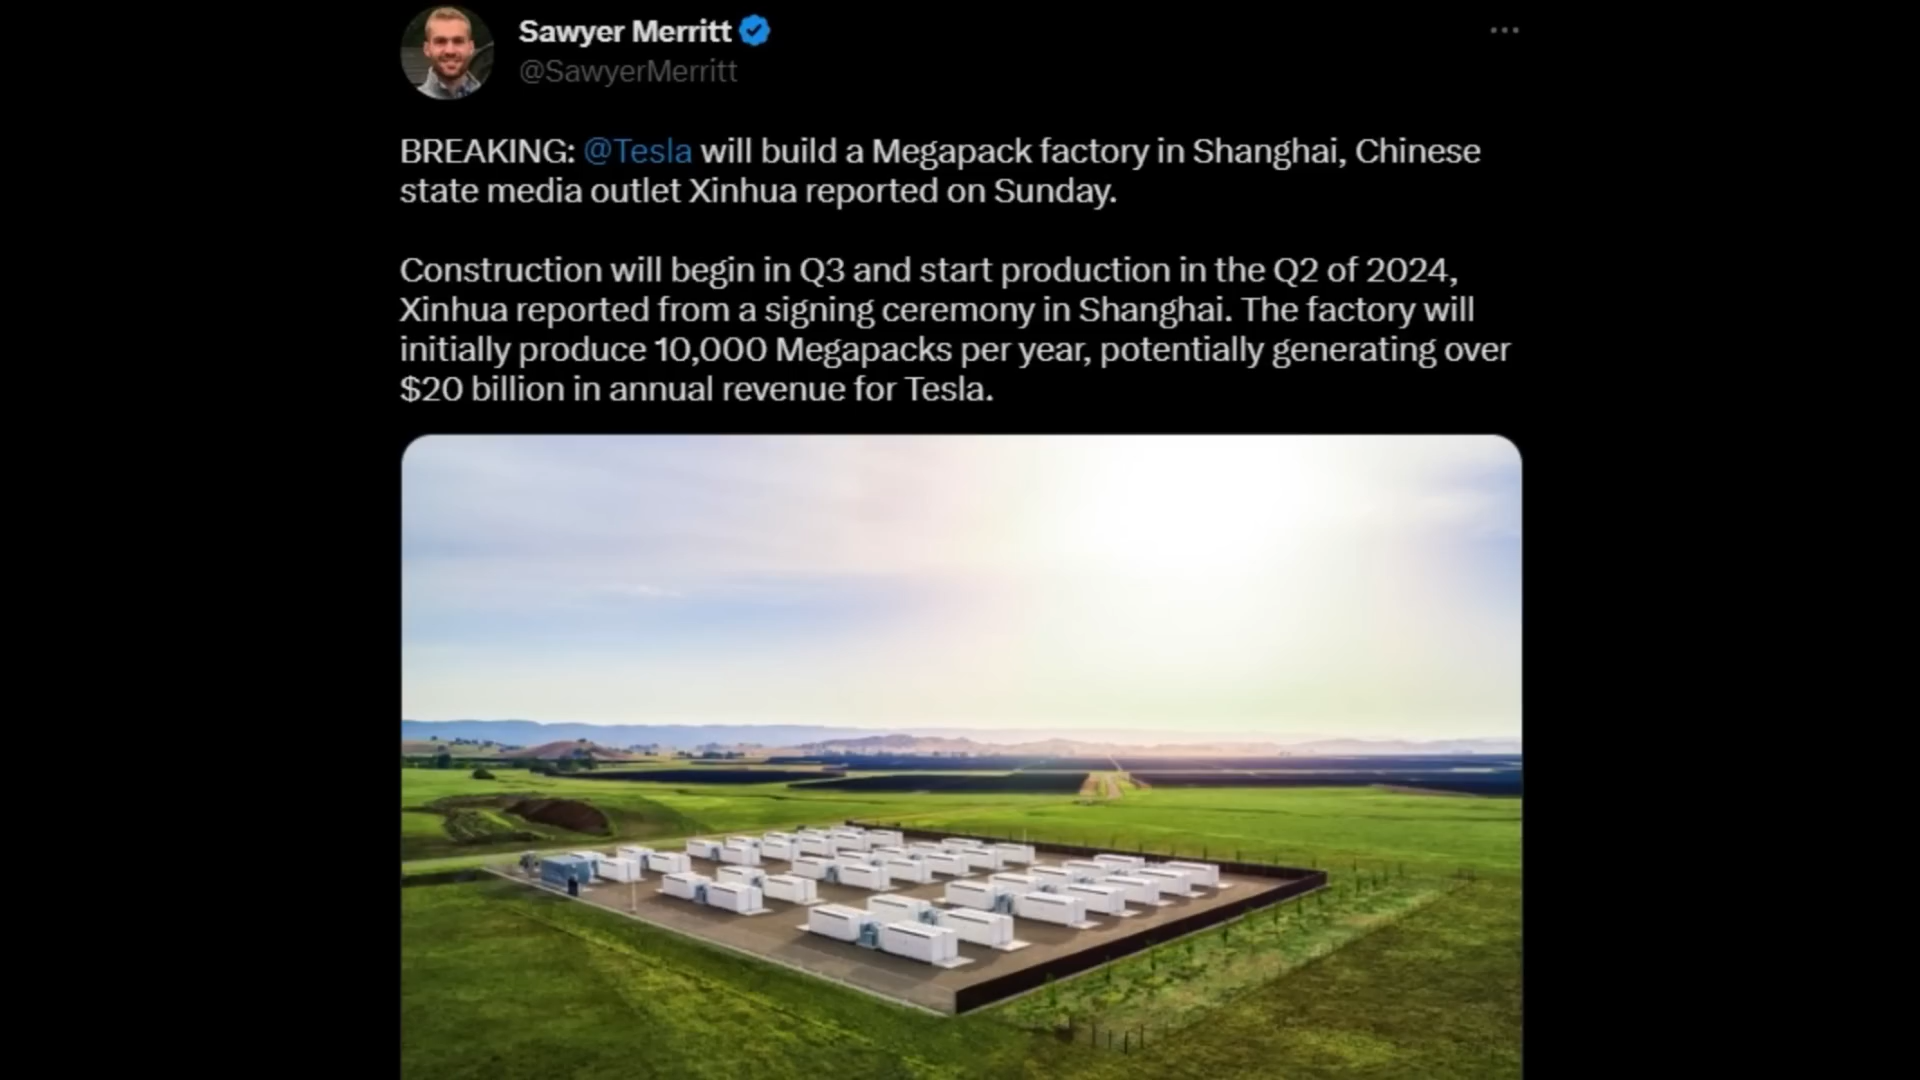 Sawyer Merritt
@SawyerMerritt
BREAKING: @Tesla will build a Megapack factory in Shanghai, Chinese
state media outlet Xinhua reported on Sunday.
Construction will begin in Q3 and start production in the Q2 of 2024,
Xinhua reported from a signing ceremony in Shanghai. The factory will
initially produce 10,000 Megapacks per year, potentially generating over
$20 billion in annual revenue for Tesla.